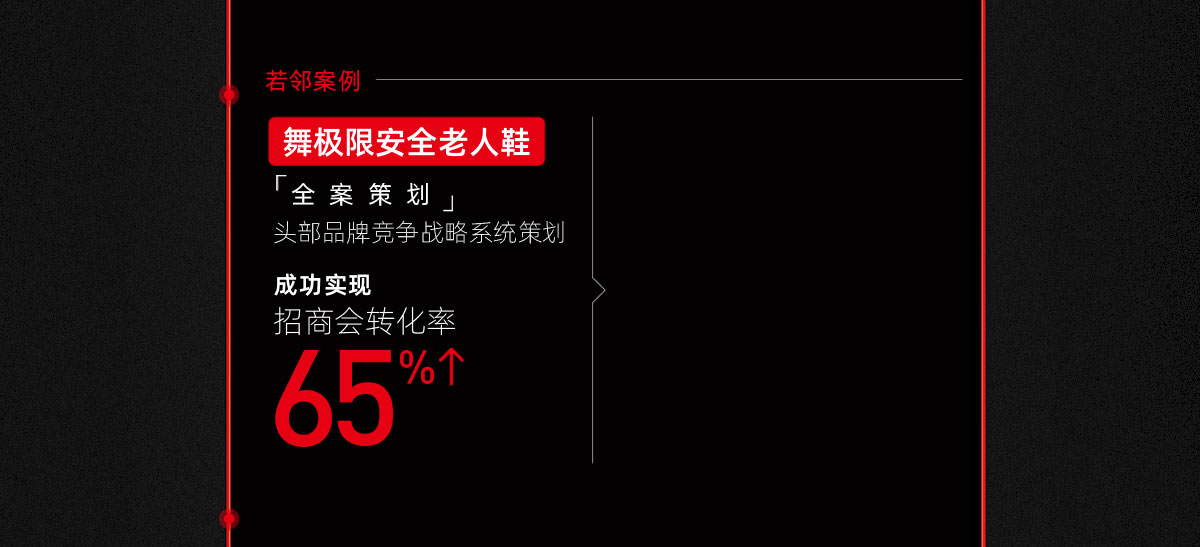 若邻案例
舞极限安全老人鞋
「全案策划」
头部品牌竞争战略系统策划
成功实现
招商会转化率
65%↑